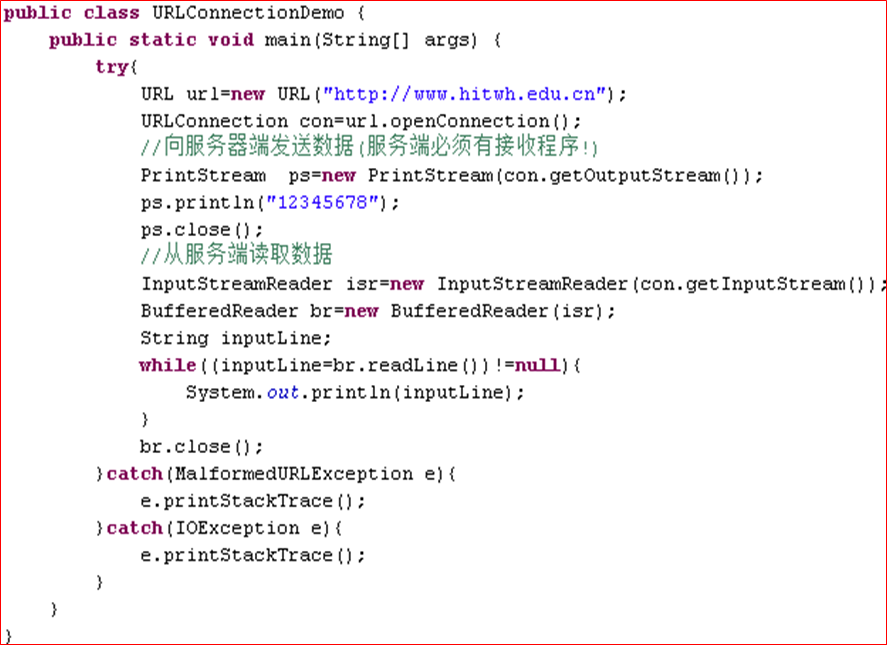 public class URLConnectionDemo {
    public static void main(String[] args) {
        try{
            URL url=new URL("http://www.hitwh.edu.cn");
            URLConnection con=url.openConnection();
            //向服务器端发送数据(服务端必须有接收程序!)
            PrintStream  ps=new PrintStream(con.getOutputStream());
            ps.println("12345678");
            ps.close();
            //从服务端读取数据
            InputStreamReader isr=new InputStreamReader(con.getInputStream());
            BufferedReader br=new BufferedReader(isr);
            String inputLine;
            while((inputLine=br.readLine())!=null){
                System.out.println(inputLine);
            }
            br.close();
        }catch(MalformedURLException e){
            e.printStackTrace();
        }catch(IOException e){
            e.printStackTrace();
        }
    }
}